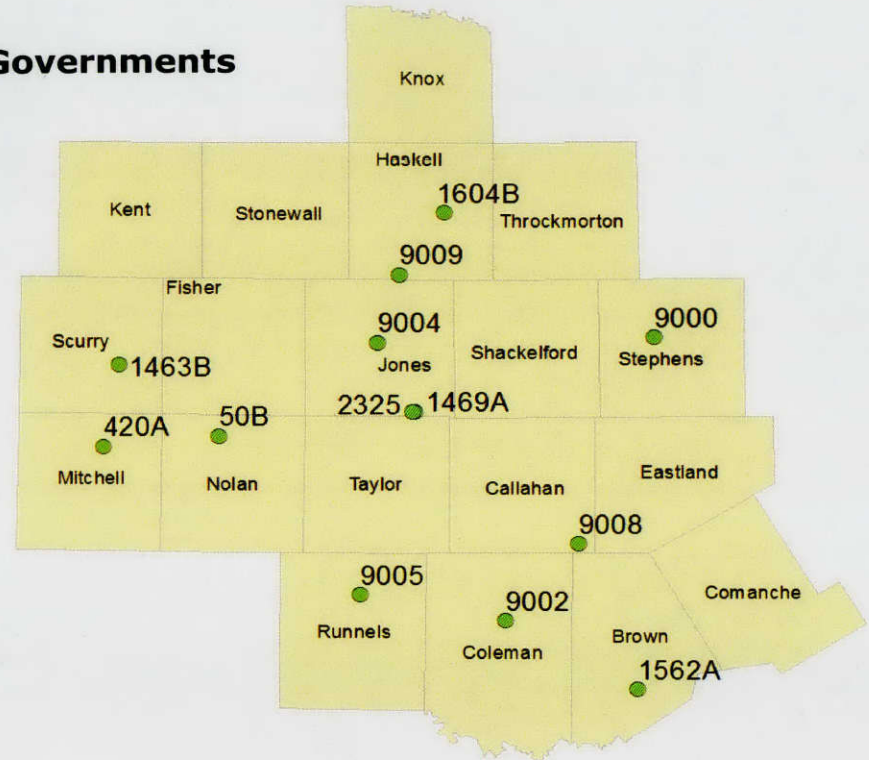 Governments
Knox
Haskell
1604B
Kent
Stonewall
Throckmorton
9009
Fisher
9004
9000
Scurry
1463B
Jones
Shackelford
Stephens
2325
1469A
420A
50B
Mitchell
Nolan
Taylor
Callahan
Eastland
9008
9005
9002
Comanche
Runnels
Coleman
Brown
1562A